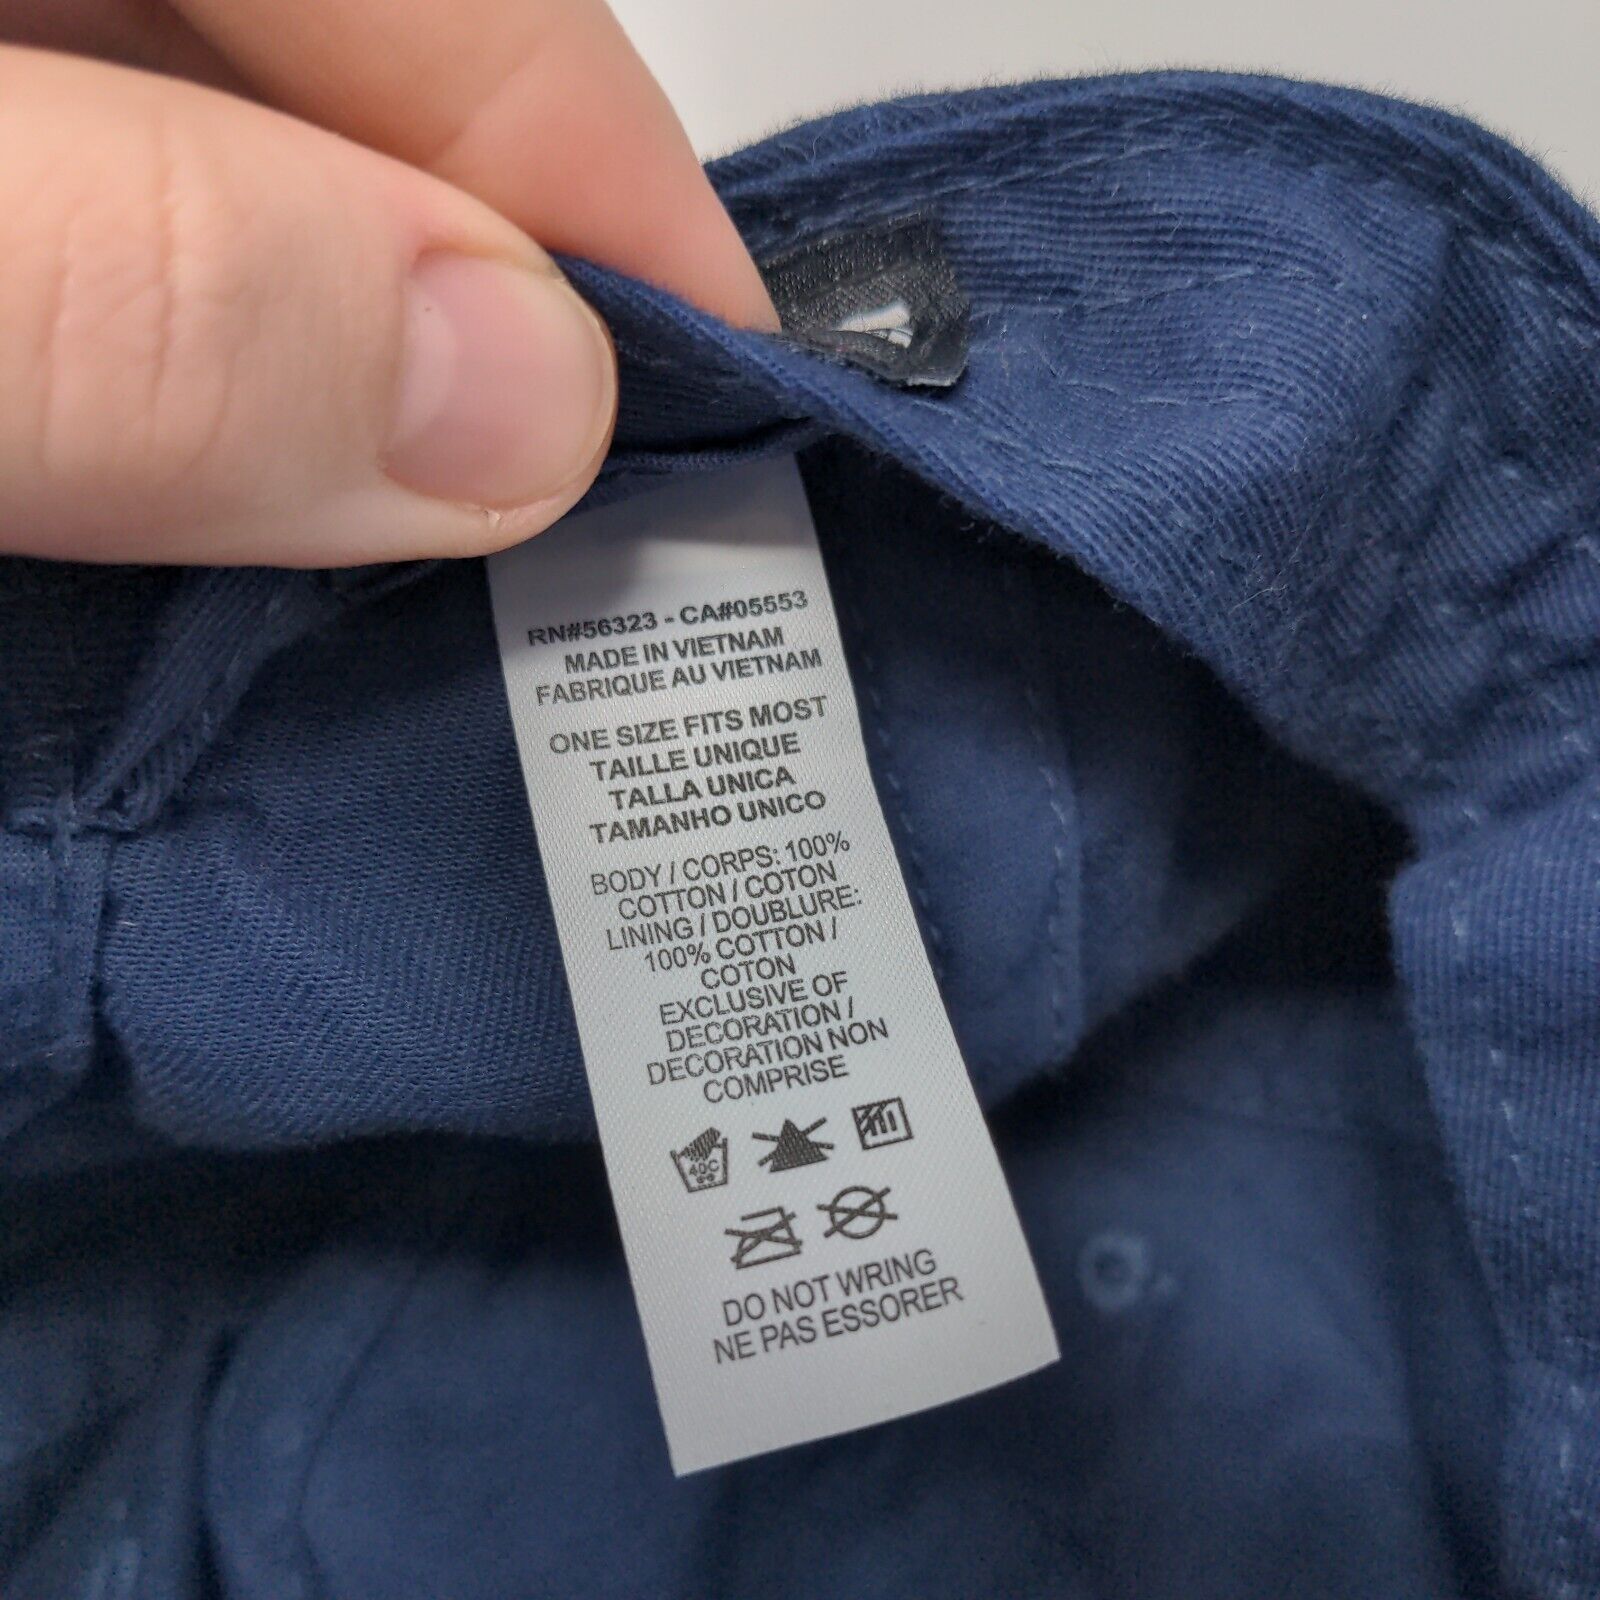 RN#56323 - CA#05553
MADE IN VIETNAM
FABRIQUE AU VIETNAM
ONE SIZE FITS MOST
TAILLE UNIQUE
TALLA UNICA
TAMANHO UNICO
BODY / CORPS: 100%
COTTON / COTON
LINING / DOUBLURE:
100% COTTON /
COTON
EXCLUSIVE OF
DECORATION /
DECORATION NON
COMPRISE
40C
DO NOT WRING
NE PAS ESSORER